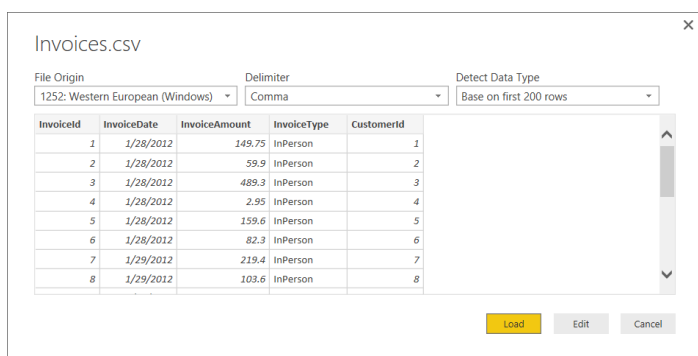 Invoices.csv
File Origin Delimiter Detect Data Type
1252: Western European (Windows) Comma Base on first 200 rows
InvoiceId InvoiceDate InvoiceAmount InvoiceType CustomerId
1 1/28/2012 149.75 InPerson 1
2 1/28/2012 59.9 InPerson 2
3 1/28/2012 489.3 InPerson 3
4 1/28/2012 2.95 InPerson 4
5 1/28/2012 159.6 InPerson 5
6 1/28/2012 82.3 InPerson 6
7 1/29/2012 219.4 InPerson 7
8 1/29/2012 103.6 InPerson 8
Load Edit Cancel